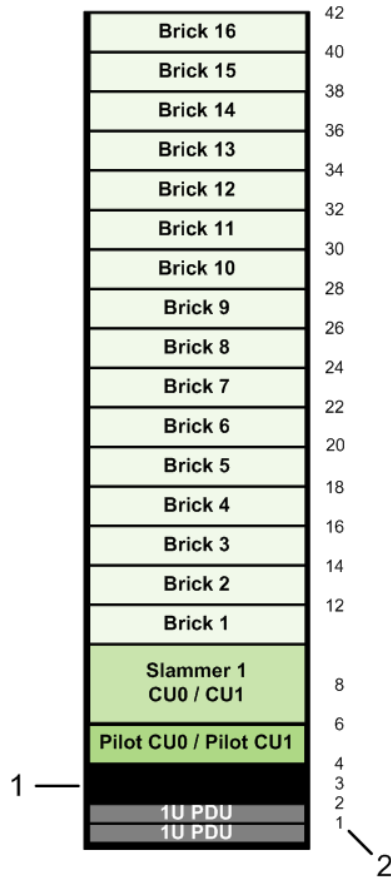 42
Brick 16
40
Brick 15
38
Brick 14
36
Brick 13
34
Brick 12
32
Brick 11
30
Brick 10
28
Brick 9
26
Brick 8
24
Brick 7
22
Brick 6
20
Brick 5
18
Brick 4
16
Brick 3
14
Brick 2
12
Brick 1
Slammer 1
CU0 / CU1
8
6
Pilot CU0 / Pilot CU1
4
1
3
2
1U PDU
1
1U PDU
2